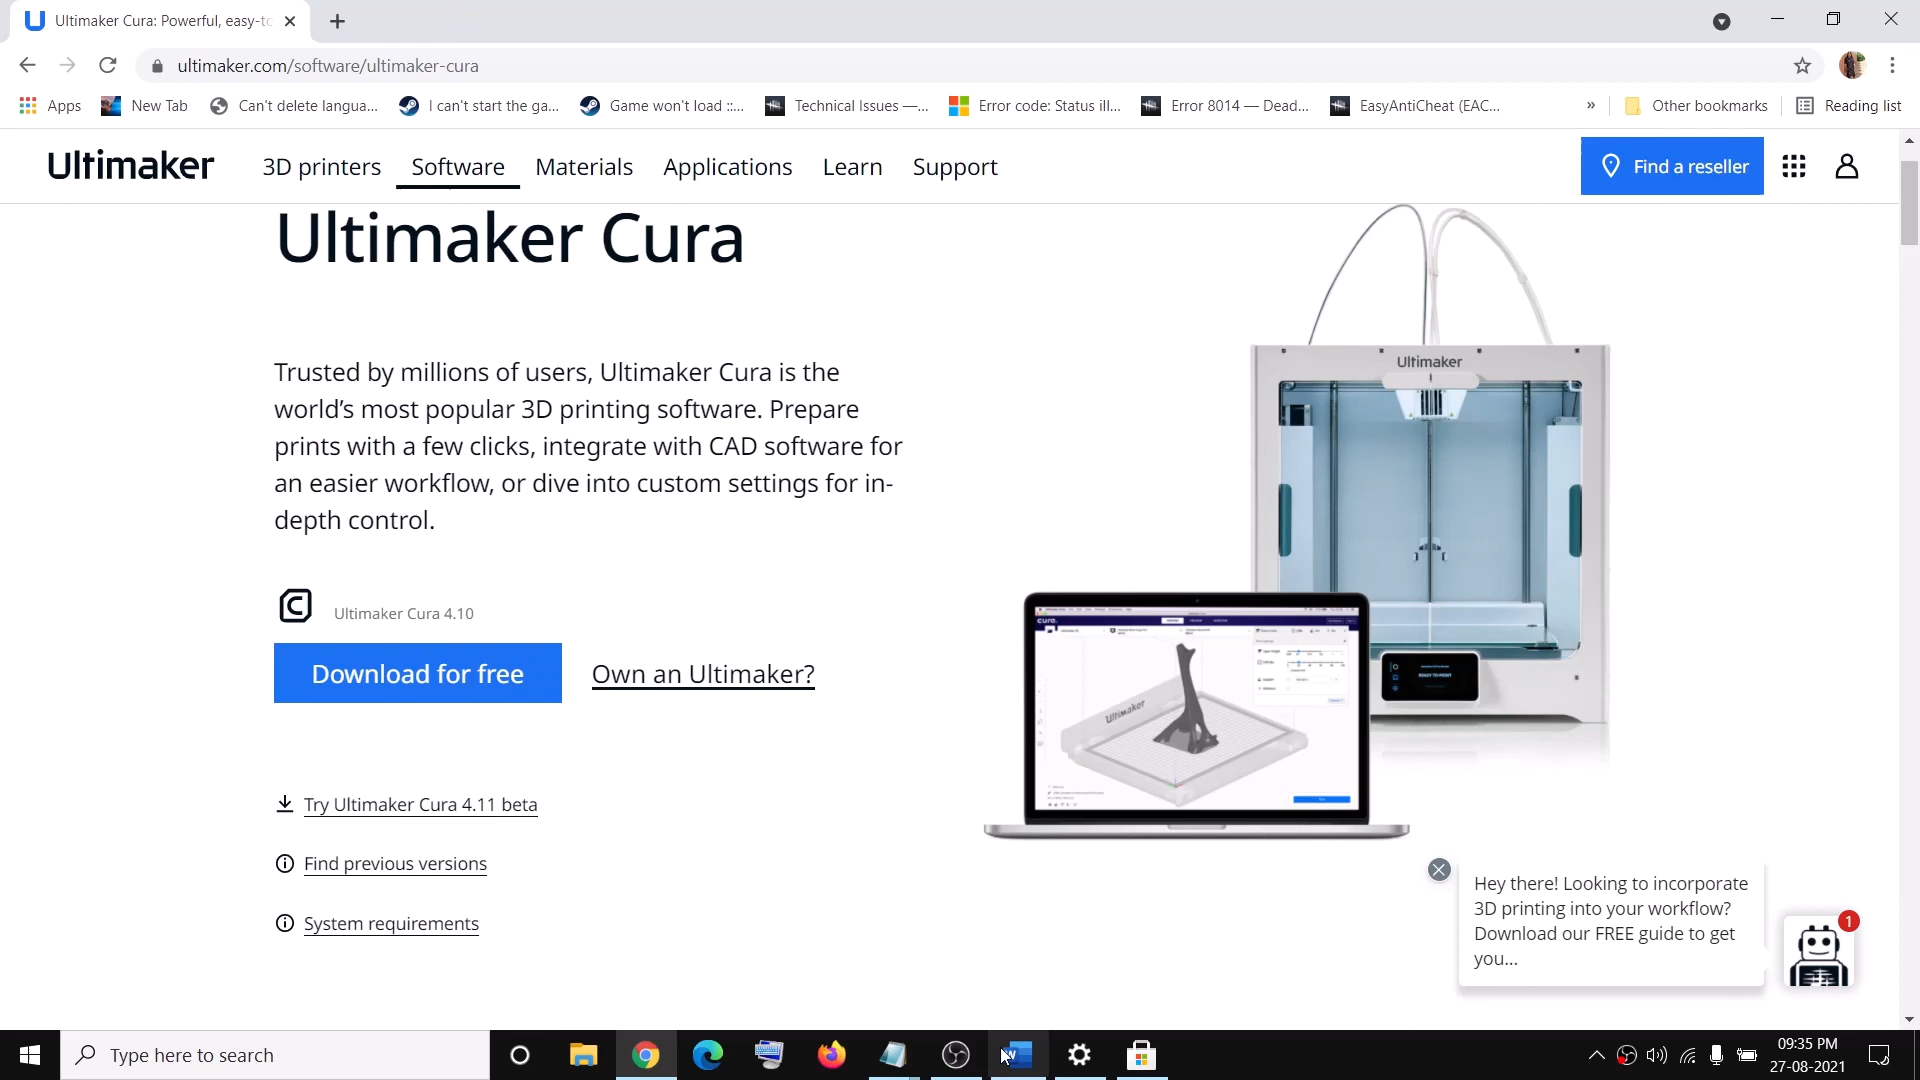 Ultimaker Cura: Powerful, easy-to
ultimaker.com/software/ultimaker-cura
Apps
New Tab
Can't delete langua...
I can't start the ga...
Game won't load ::...
Technical Issues —...
Error code: Status ill...
Error 8014 — Dead...
EasyAntiCheat (EAC...
»
Other bookmarks
Reading list
Ultimaker
3D printers
Software
Materials
Applications
Learn
Support
Find a reseller
Ultimaker Cura
Trusted by millions of users, Ultimaker Cura is the
world's most popular 3D printing software. Prepare
prints with a few clicks, integrate with CAD software for
an easier workflow, or dive into custom settings for in-
depth control.
Ultimaker Cura 4.10
Download for free
Own an Ultimaker?
Try Ultimaker Cura 4.11 beta
Find previous versions
System requirements
Ultimaker
cura.
Ultimaker
READY TO PRINT
Hey there! Looking to incorporate
3D printing into your workflow?
Download our FREE guide to get
you...
1
Type here to search
09:35 PM
27-08-2021